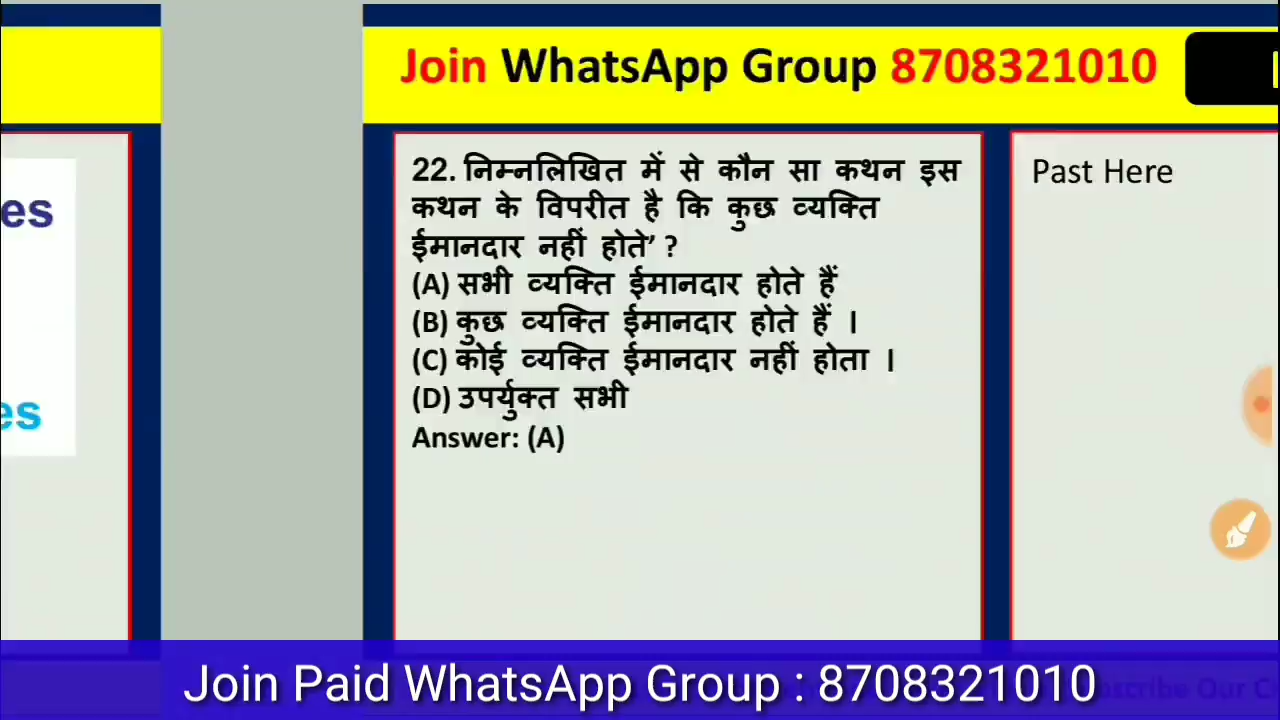 Join WhatsApp Group 8708321010
es
es
22. निम्नलिखित में से कौन सा कथन इस
कथन के विपरीत है कि कुछ व्यक्ति
ईमानदार नहीं होते’ ?
(A) सभी व्यक्ति ईमानदार होते हैं
(B) कुछ व्यक्ति ईमानदार होते हैं ।
(C) कोई व्यक्ति ईमानदार नहीं होता ।
(D) उपर्युक्त सभी
Answer: (A)
Past Here
Join Paid WhatsApp Group : 8708321010